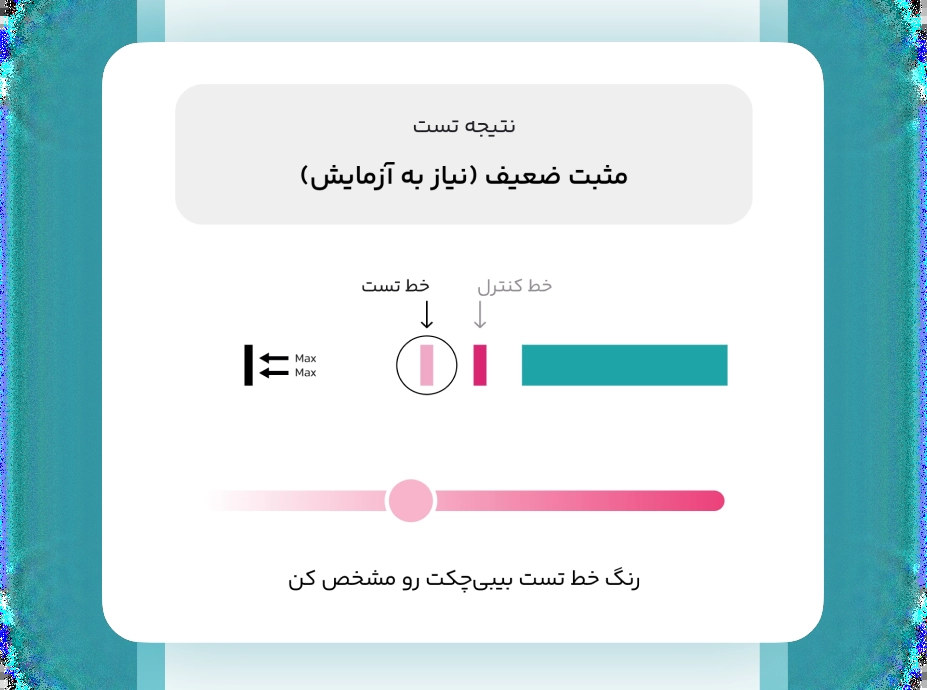 نتیجه تست
مثبت ضعیف (نیاز به آزمایش)
خط کنترل
خط تست
Max
Max
رنگ خط تست بیبی‌چکت رو مشخص کن